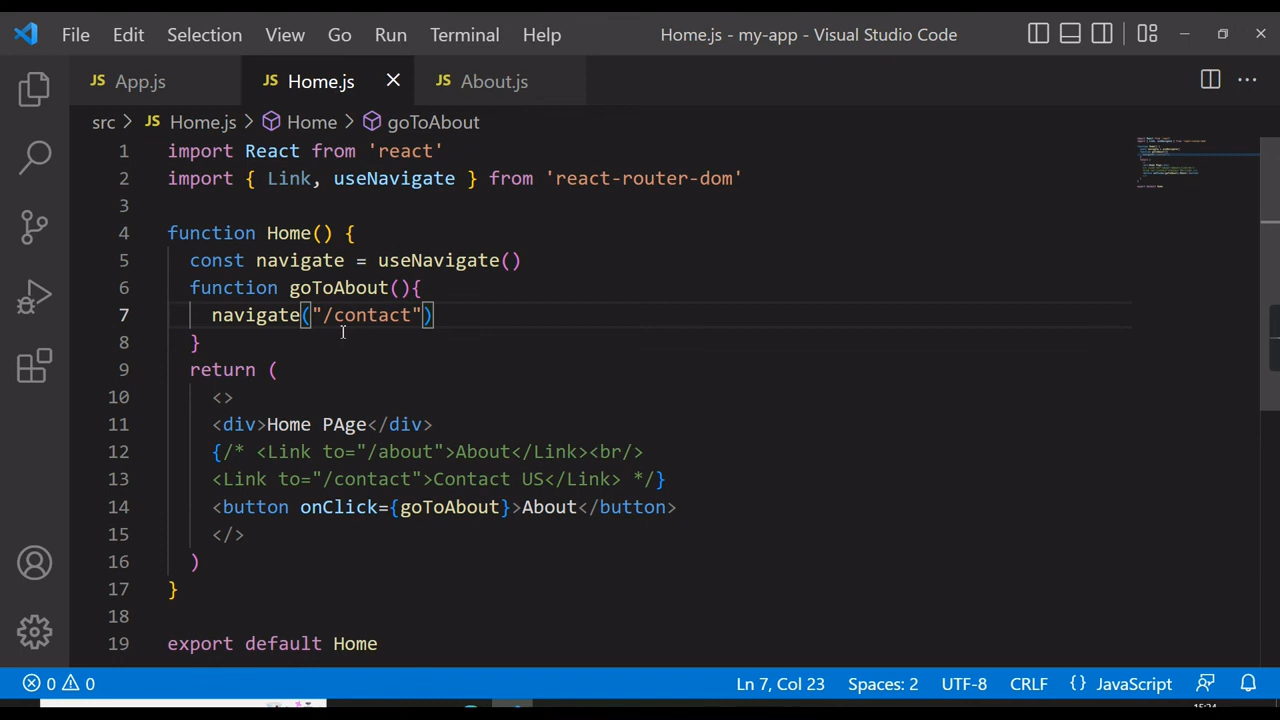 File Edit Selection View Go Run Terminal Help Home.js - my-app - Visual Studio Code
JS App.js JS Home.js JS About.js
src > JS Home.js > Home > goToAbout
1 import React from 'react'
2 import { Link, useNavigate } from 'react-router-dom'
3
4 function Home() {
5 const navigate = useNavigate()
6 function goToAbout(){
7 navigate("/contact")
8 }
9 return (
10 <>
11 <div>Home PAge</div>
12 {/* <Link to="/about">About</Link><br/>
13 <Link to="/contact">Contact US</Link> */}
14 <button onClick={goToAbout}>About</button>
15 </>
16 )
17 }
18
19 export default Home
0 0 Ln 7, Col 23 Spaces: 2 UTF-8 CRLF {} JavaScript